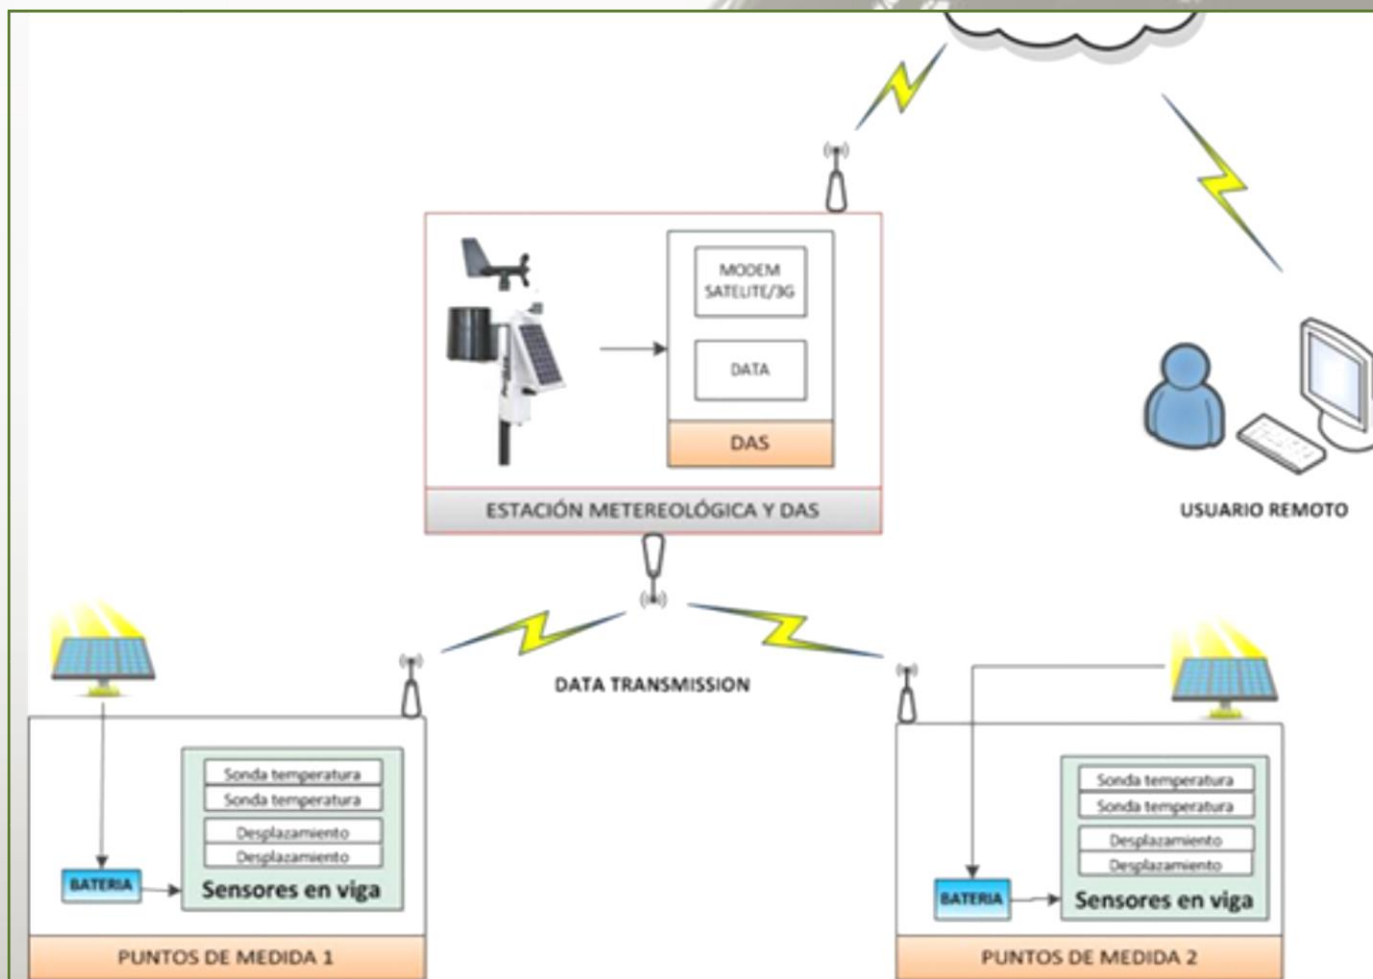 MODEM
SATELITE/3G
DATA
DAS
ESTACIÓN METEREOLÓGICA Y DAS
USUARIO REMOTO
DATA TRANSMISSION
Sonda temperatura
Sonda temperatura
Desplazamiento
Desplazamiento
BATERIA
Sensores en viga
PUNTOS DE MEDIDA 1
Sonda temperatura
Sonda temperatura
Desplazamiento
Desplazamiento
BATERIA
Sensores en viga
PUNTOS DE MEDIDA 2